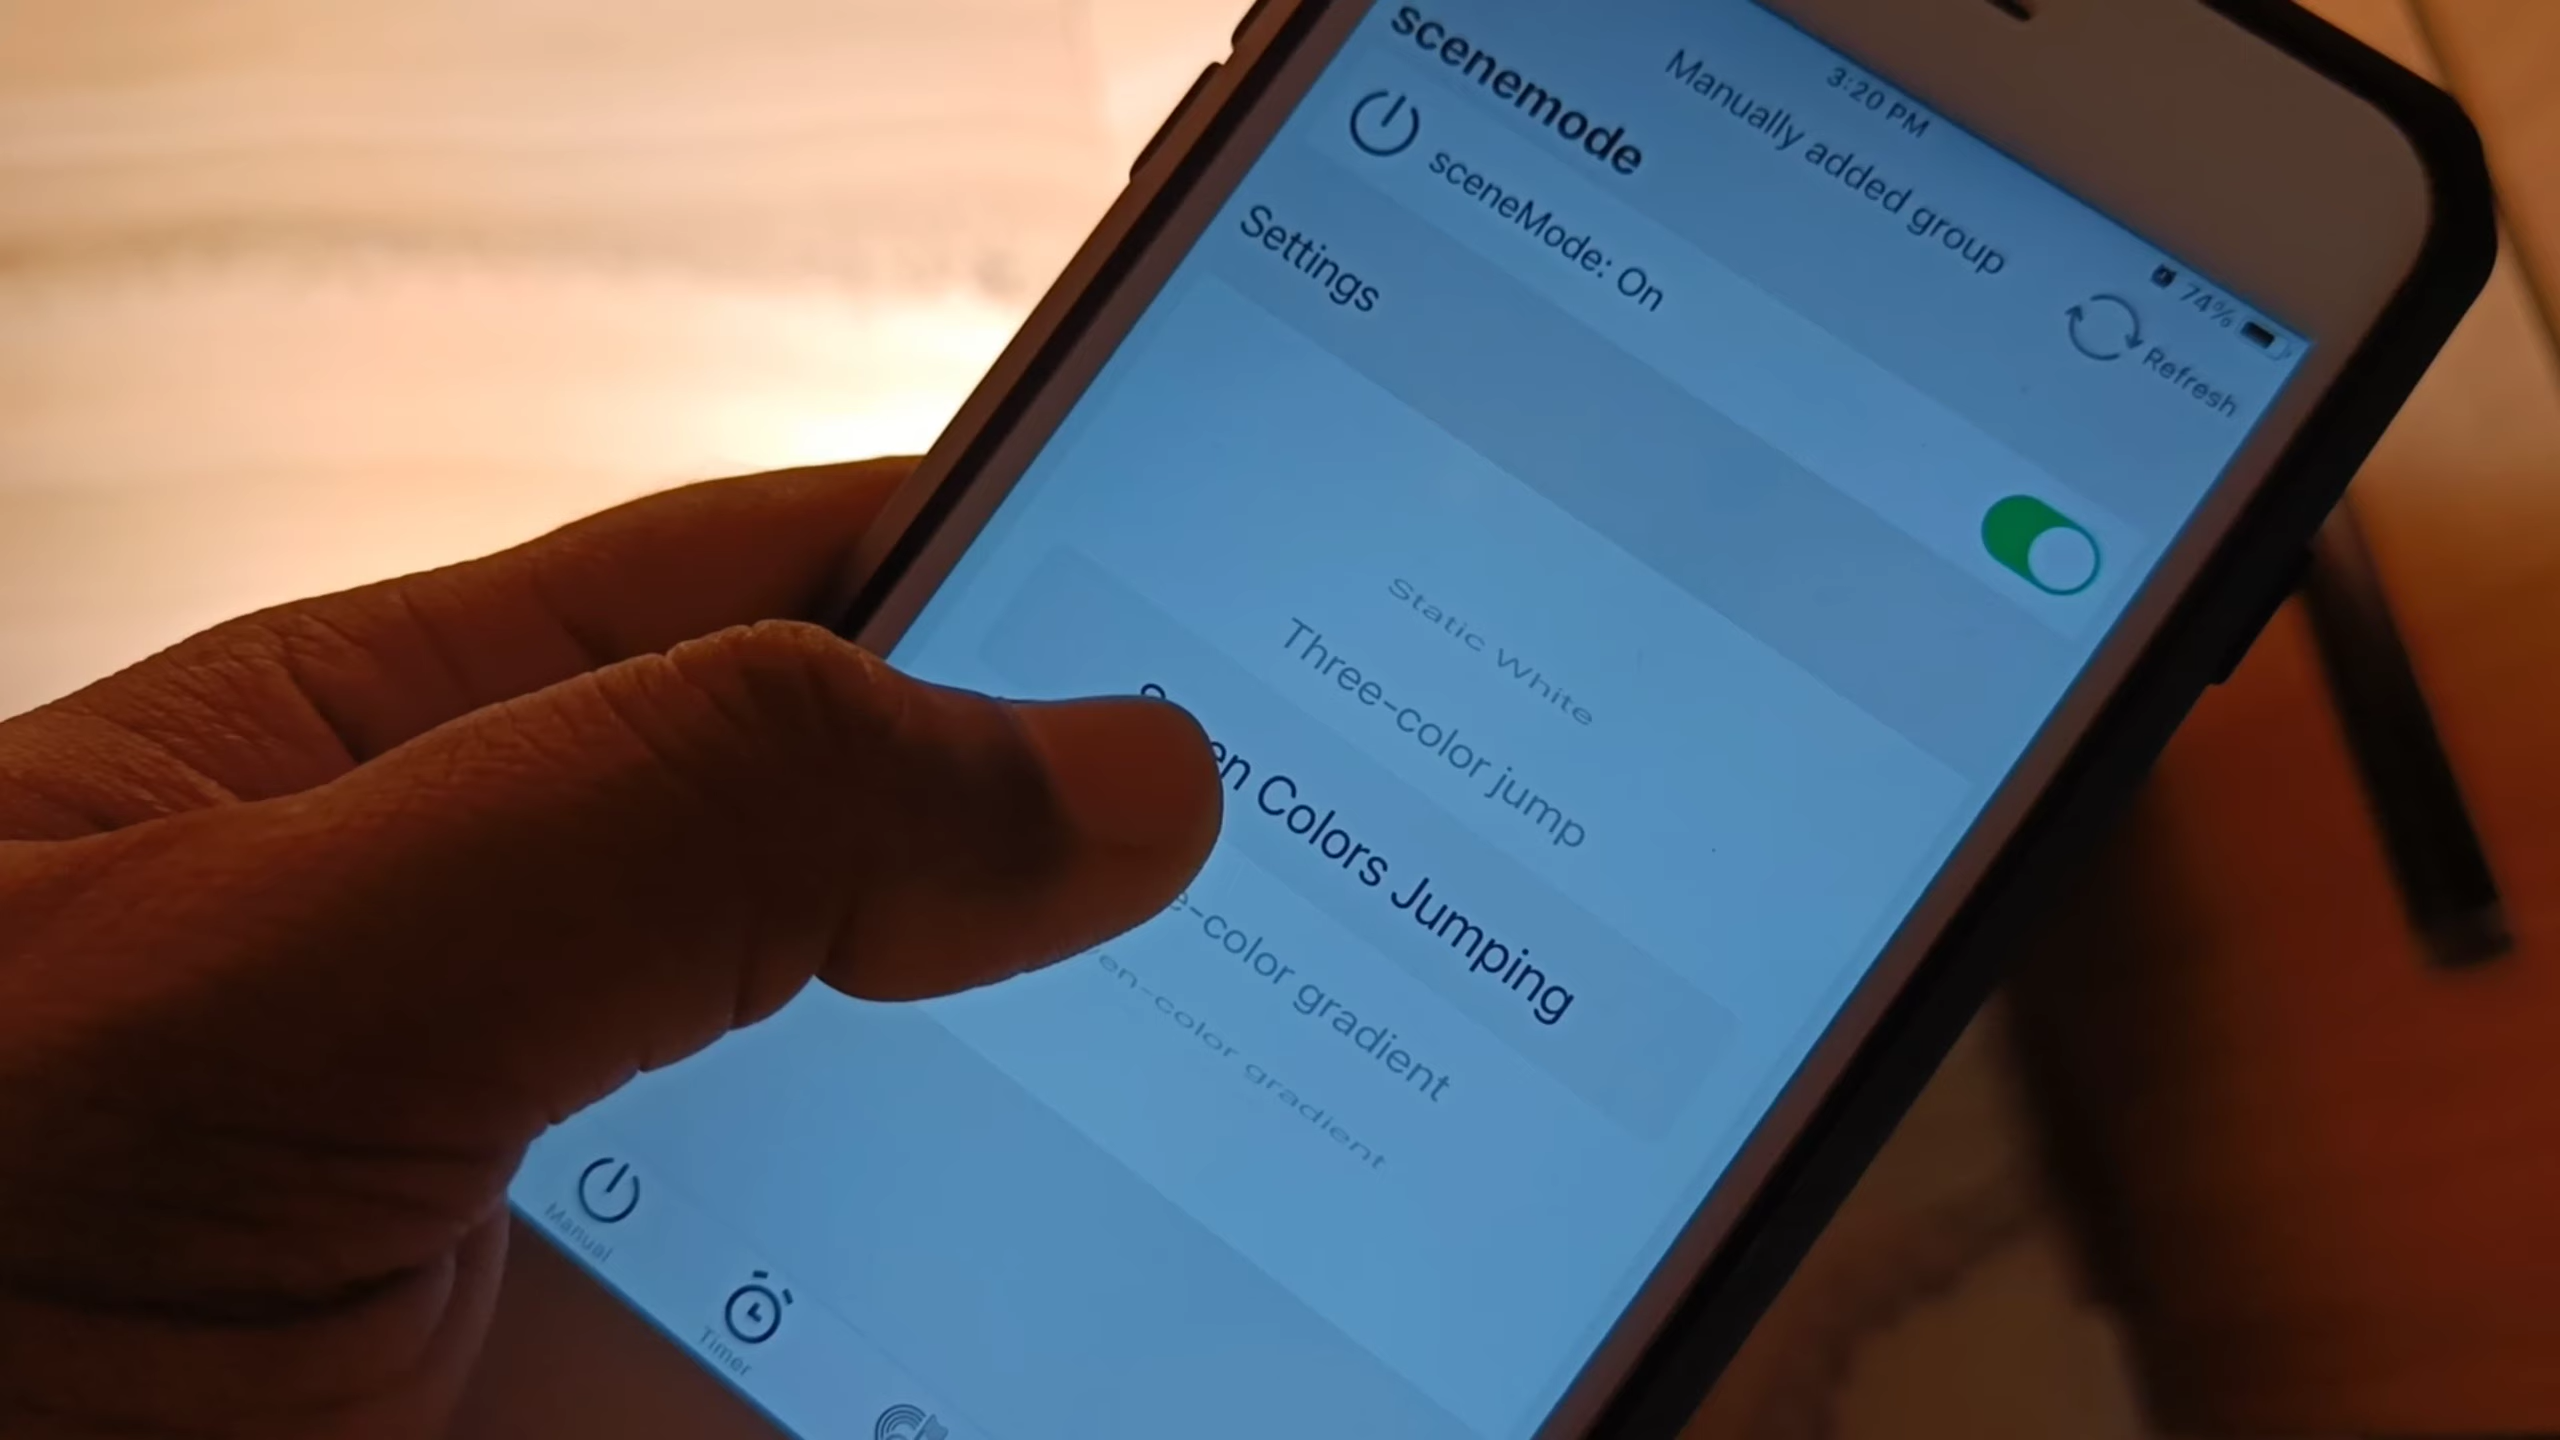 3:20 PM
74%
Manually added group
Refresh
scenemode
sceneMode: On
Settings
Static White
Three-color jump
Colors Jumping
gradient
gradient
Manual
Timer